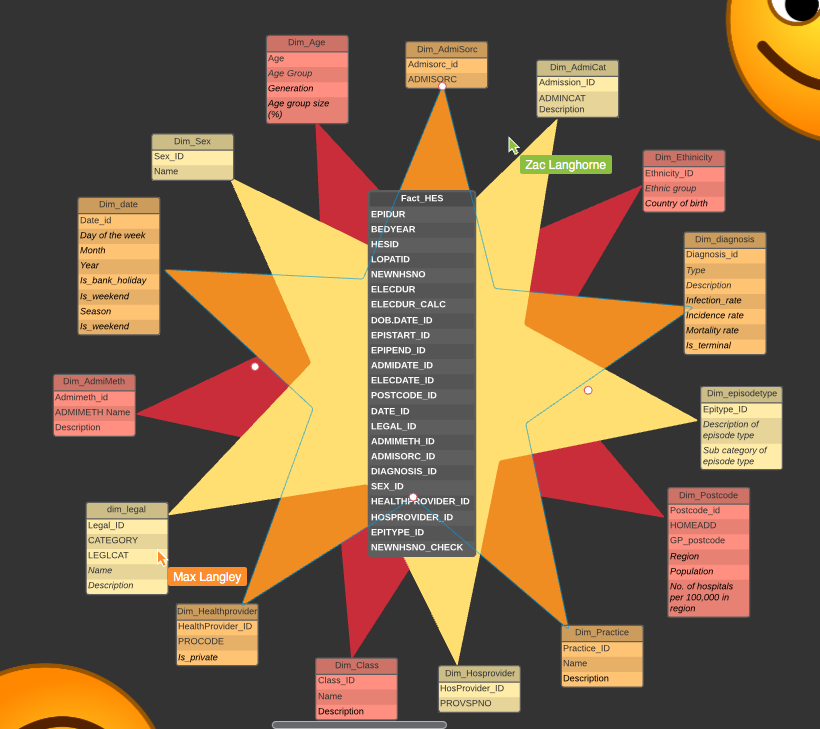 Dim_Age
Age
Age Group
Generation
Age group size
(%)
Dim_AdmiSorc
Admisorc_id
ADMISORC
Dim_AdmiCat
Admission_ID
ADMINCAT
Description
Zac Langhorne
Dim_Sex
Sex_ID
Name
Dim_Ethinicity
Ethnicity_ID
Ethnic group
Country of birth
Dim_date
Date_id
Day of the week
Month
Year
Is_bank_holiday
Is_weekend
Season
Is_weekend
Fact_HES
EPIDUR
BEDYEAR
HESID
LOPATID
NEWNHSNO
ELECDUR
ELECDUR_CALC
DOB.DATE_ID
EPISTART_ID
EPIPEND_ID
ADMIDATE_ID
ELECDATE_ID
POSTCODE_ID
DATE_ID
LEGAL_ID
ADMIMETH_ID
ADMISORC_ID
DIAGNOSIS_ID
SEX_ID
HEALTHPROVIDER_ID
HOSPROVIDER_ID
EPITYPE_ID
NEWNHSNO_CHECK
Dim_diagnosis
Diagnosis_id
Type
Description
Infection_rate
Incidence rate
Mortality rate
Is_terminal
Dim_AdmiMeth
Admimeth_id
ADMIMETH Name
Description
Dim_episodetype
Epitype_ID
Description of
episode type
Sub category of
episode type
dim_legal
Legal_ID
CATEGORY
LEGLCAT
Name
Description
Max Langley
Dim_Postcode
Postcode_id
HOMEADD
GP_postcode
Region
Population
No. of hospitals
per 100,000 in
region
Dim_Healthprovider
HealthProvider_ID
PROCODE
Is_private
Dim_Class
Class_ID
Name
Description
Dim_Hosprovider
HosProvider_ID
PROVSPNO
Dim_Practice
Practice_ID
Name
Description